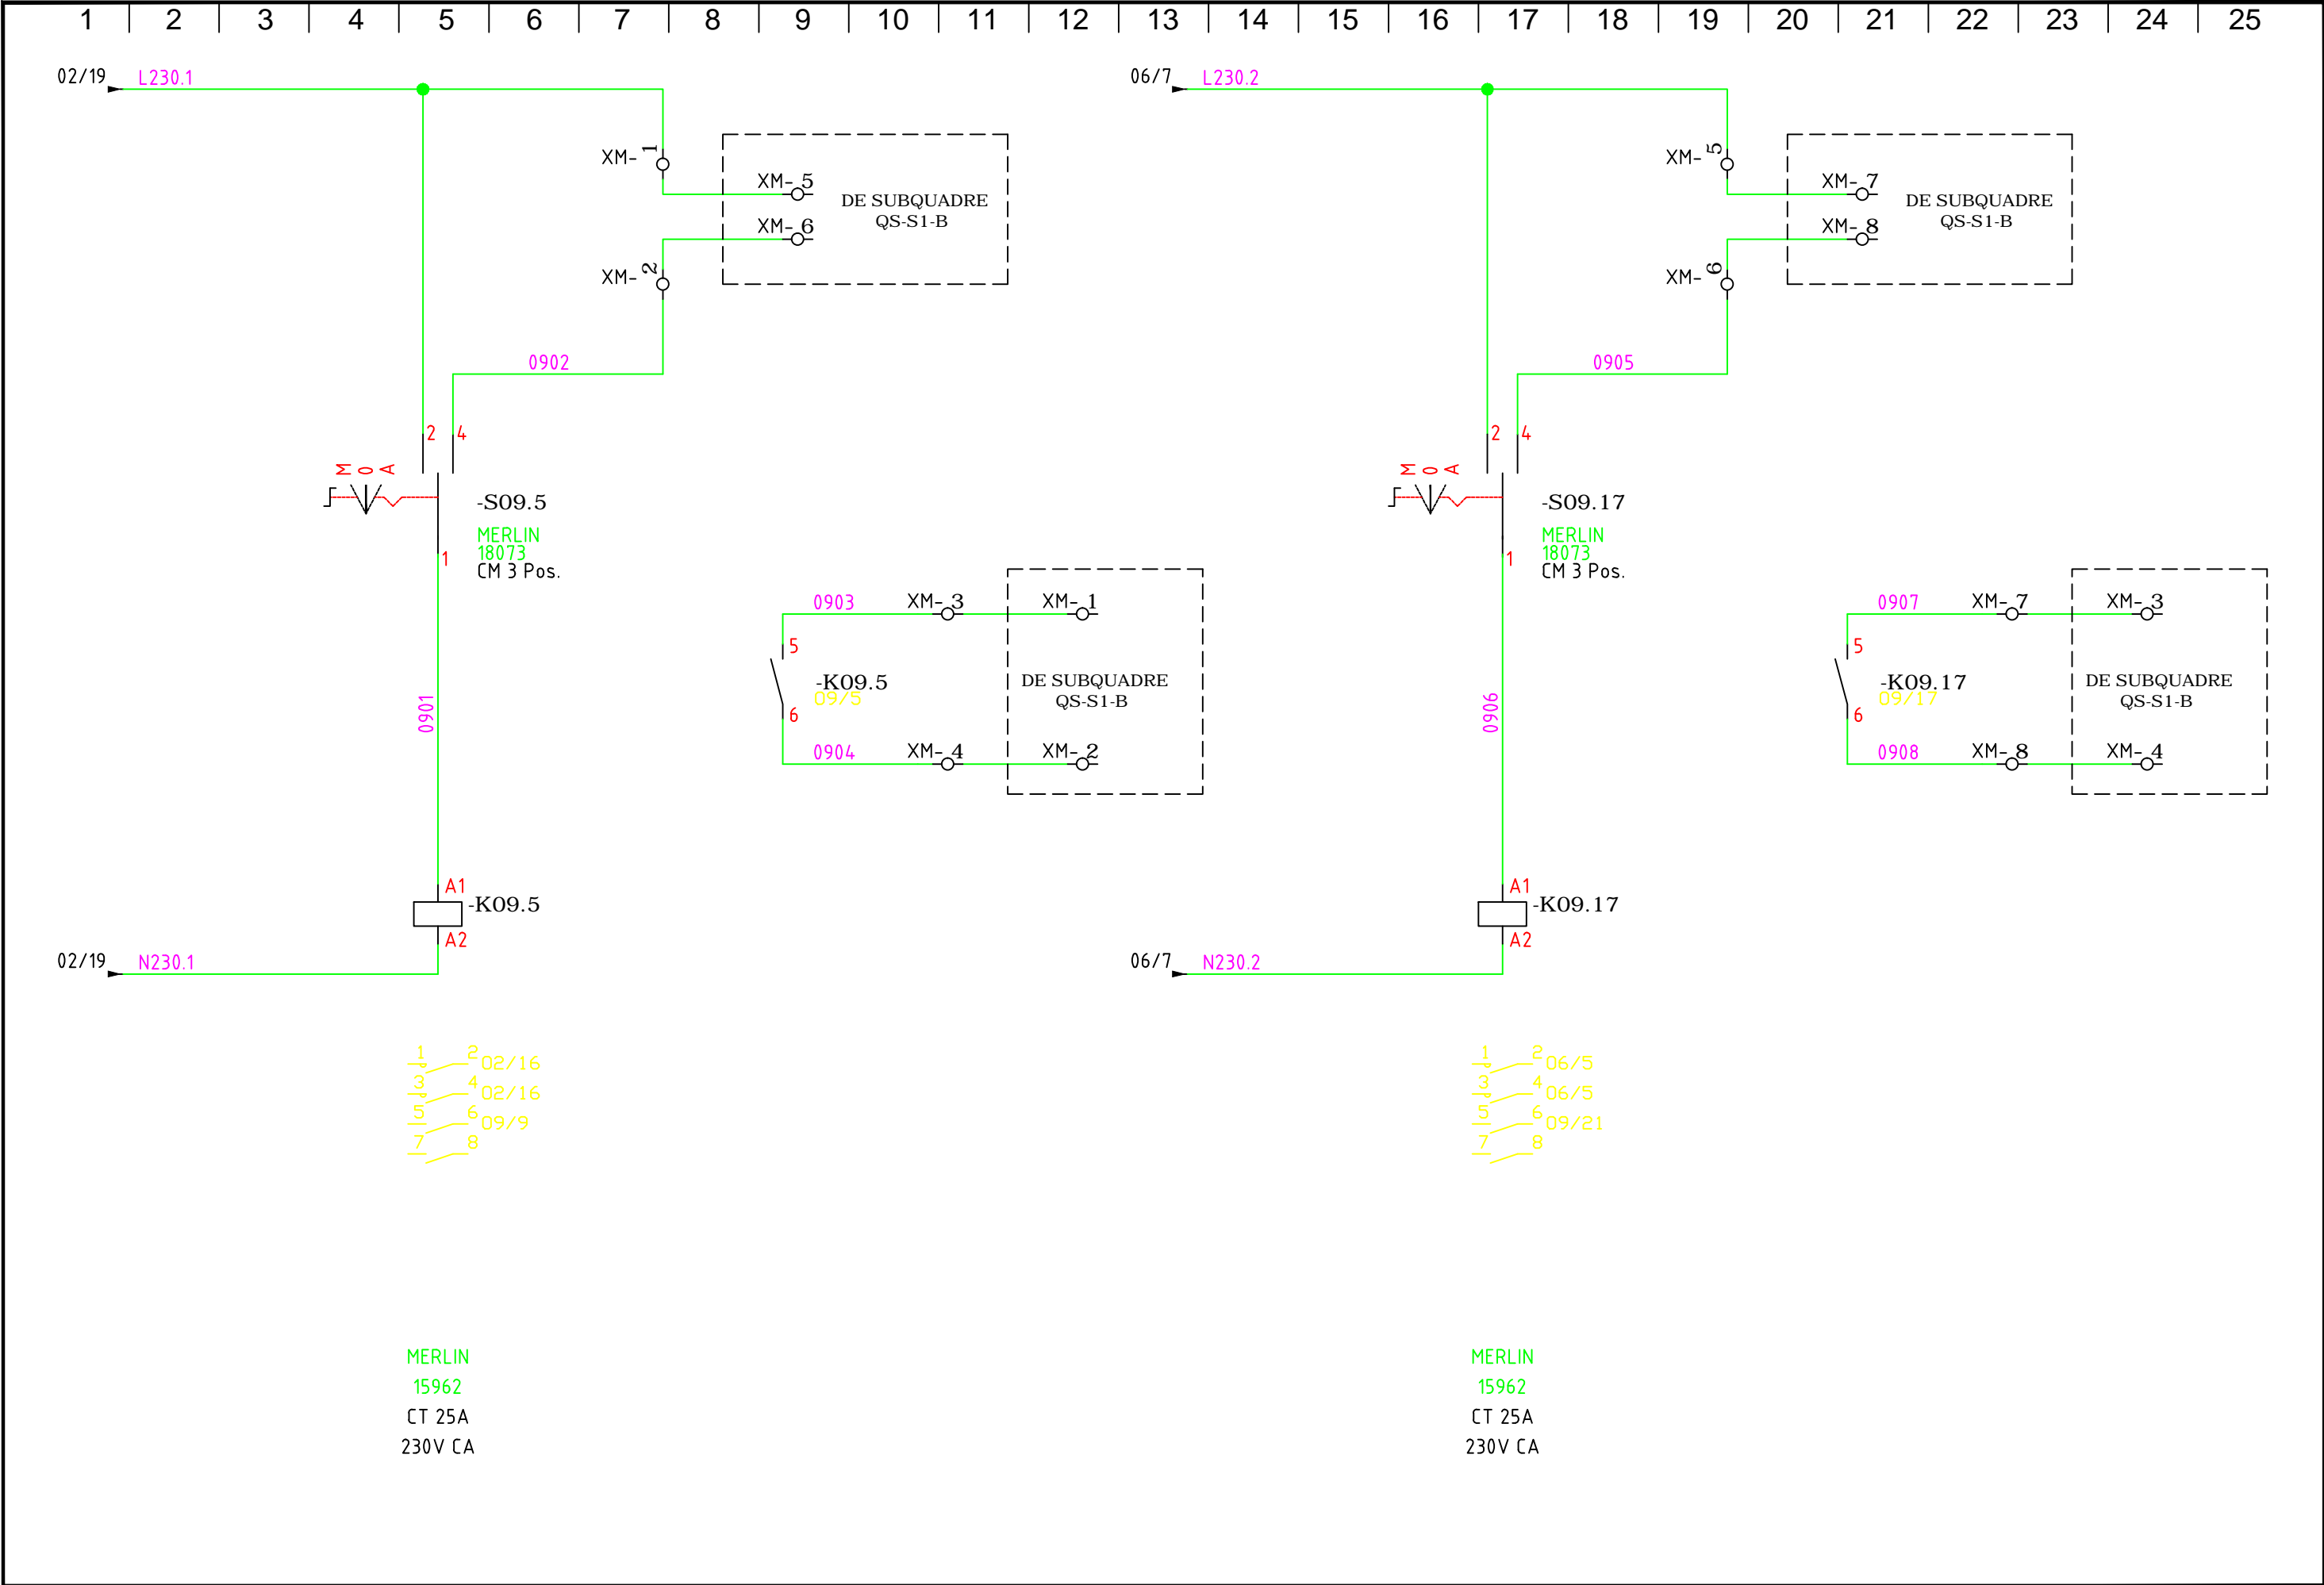 1 2 3 4 5 6 7 8 9 10 11 12 13 14 15 16 17 18 19 20 21 22 23 24 25
02/19 L230.1
06/7 L230.2
XM- 1
XM- 5
DE SUBQUADRE
QS-S1-B
XM- 6
XM- 2
0902
2 4
M 0 A
-S09.5
MERLIN
18073
CM 3 Pos.
1
0901
0903
XM- 3
XM- 1
5
-K09.5
09/5
6
DE SUBQUADRE
QS-S1-B
0904
XM- 4
XM- 2
A1
-K09.5
A2
02/19 N230.1
1 2 02/16
3 4 02/16
5 6 09/9
7 8
MERLIN
15962
CT 25A
230V CA
XM- 5
XM- 7
DE SUBQUADRE
QS-S1-B
XM- 8
XM- 6
0905
2 4
M 0 A
-S09.17
MERLIN
18073
CM 3 Pos.
1
0906
0907
XM- 7
XM- 3
5
-K09.17
09/17
6
DE SUBQUADRE
QS-S1-B
0908
XM- 8
XM- 4
A1
-K09.17
A2
06/7 N230.2
1 2 06/5
3 4 06/5
5 6 09/21
7 8
MERLIN
15962
CT 25A
230V CA